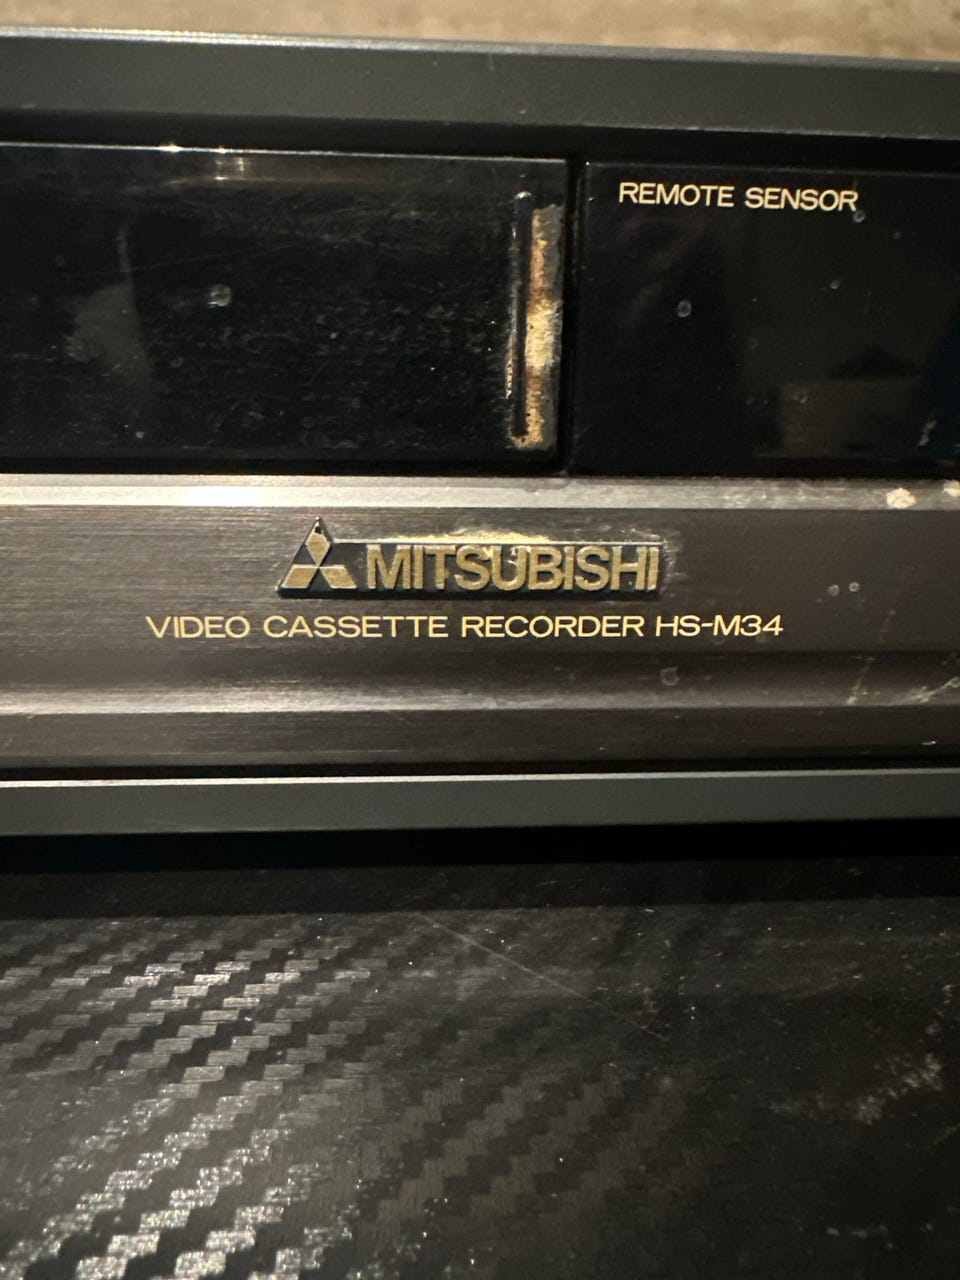 REMOTE SENSOR
MITSUBISHI
VIDEO CASSETTE RECORDER HS-M34